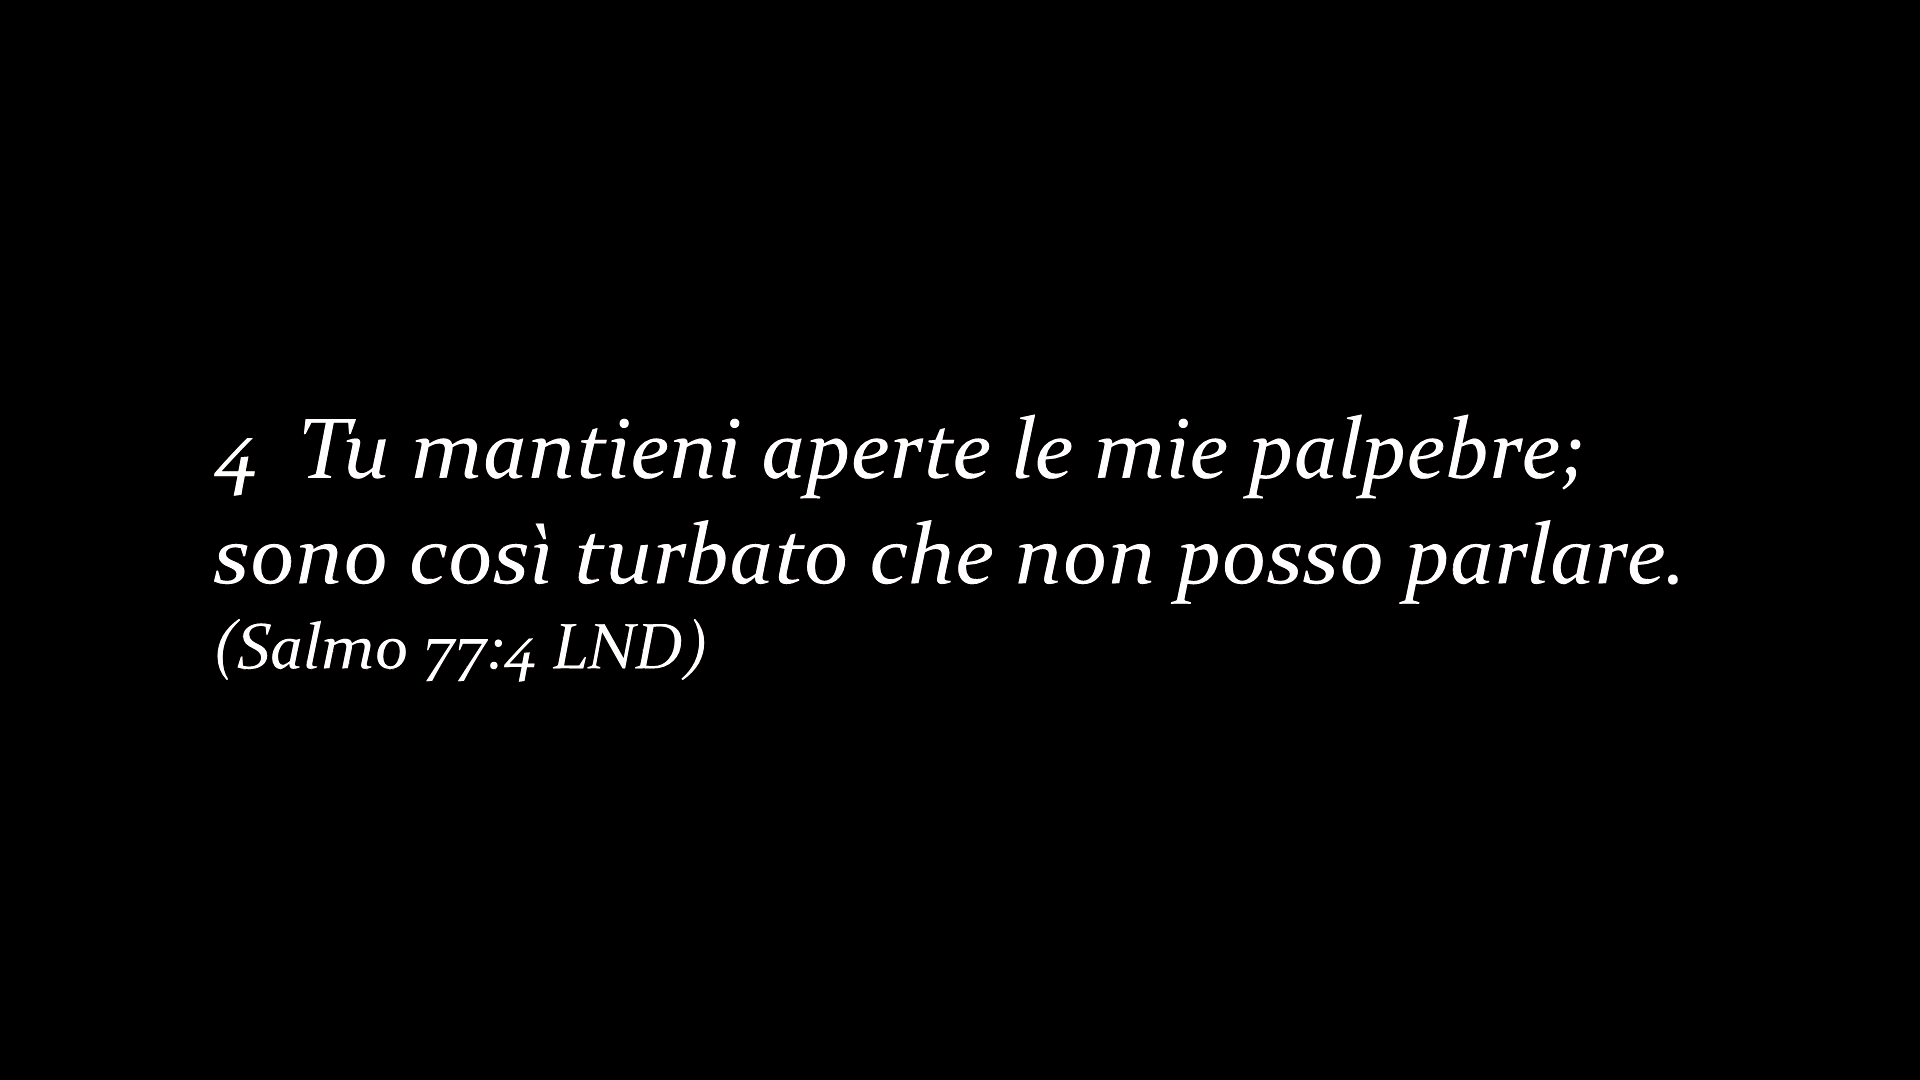 4  Tu mantieni aperte le mie palpebre;
sono così turbato che non posso parlare.
(Salmo 77:4 LND)